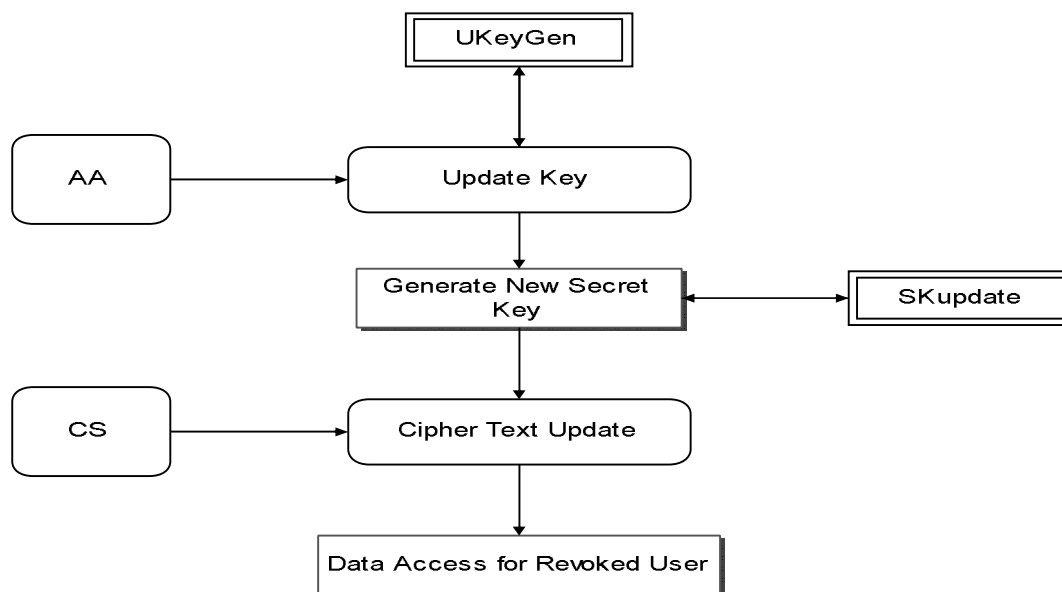 UKeyGen
AA
Update Key
Generate New Secret
Key
SKupdate
CS
Cipher Text Update
Data Access for Revoked User